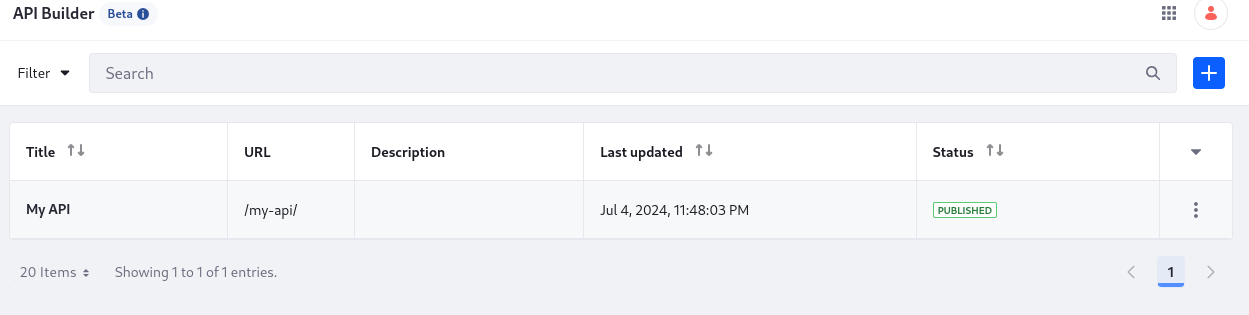 API Builder Beta
Filter Search
Title URL Description Last updated Status
My API /my-api/ Jul 4, 2024, 11:48:03 PM PUBLISHED
20 Items Showing 1 to 1 of 1 entries. 1